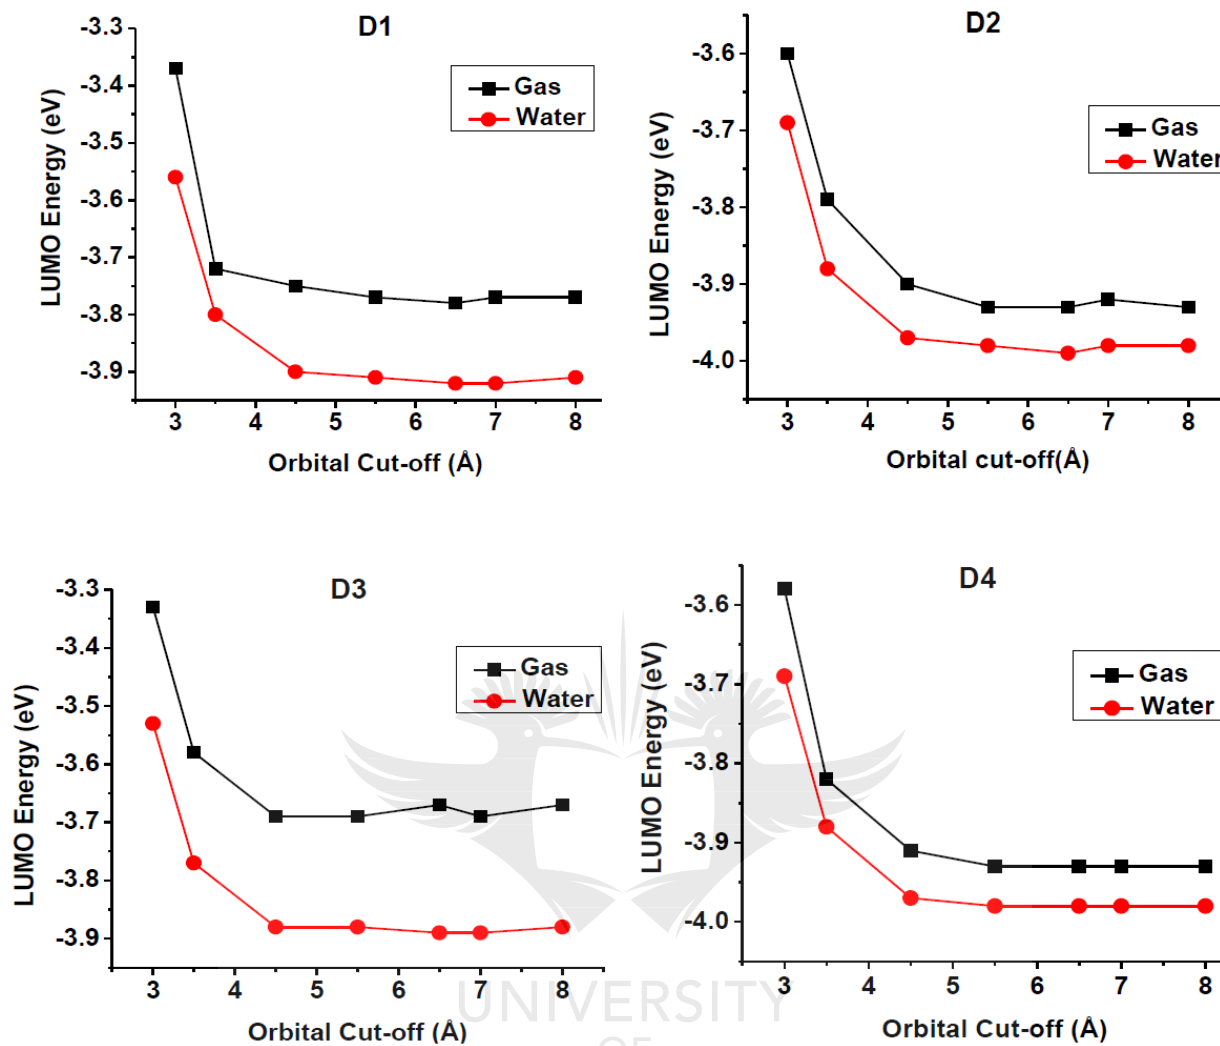 D1
-3.3
-3.4
-3.5
-3.6
-3.7
-3.8
-3.9
LUMO Energy (eV)
Gas
Water
3 4 5 6 7 8
Orbital Cut-off (Å)
D2
-3.6
-3.7
-3.8
-3.9
-4.0
LUMO Energy (eV)
Gas
Water
3 4 5 6 7 8
Orbital cut-off(Å)
D3
-3.3
-3.4
-3.5
-3.6
-3.7
-3.8
-3.9
LUMO Energy (eV)
Gas
Water
3 4 5 6 7 8
Orbital Cut-off (Å)
D4
-3.6
-3.7
-3.8
-3.9
-4.0
LUMO Energy (eV)
Gas
Water
3 4 5 6 7 8
Orbital Cut-off (Å)
UNIVERSITY
OF